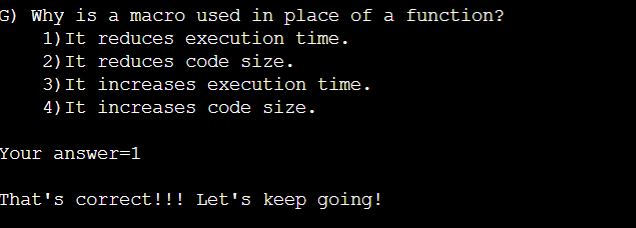 G) Why is a macro used in place of a function?
1)It reduces execution time.
2)It reduces code size.
3)It increases execution time.
4)It increases code size.
Your answer=1
That's correct!!! Let's keep going!